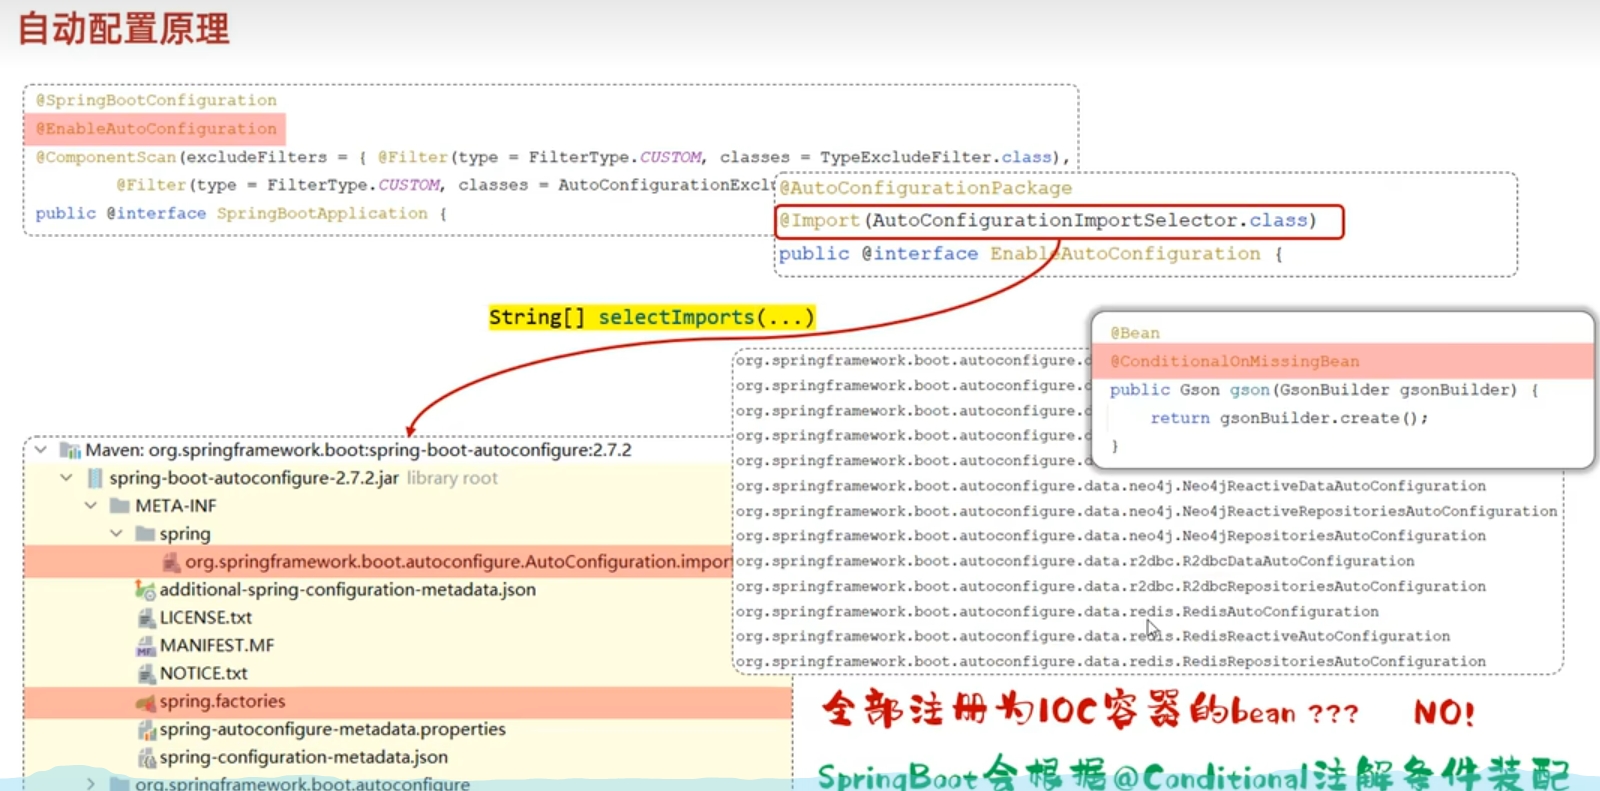 自动配置原理
@SpringBootConfiguration
@EnableAutoConfiguration
@ComponentScan(excludeFilters = { @Filter(type = FilterType.CUSTOM, classes = TypeExcludeFilter.class),
@Filter(type = FilterType.CUSTOM, classes = AutoConfigurationExcl
public @interface SpringBootApplication {
@AutoConfigurationPackage
@Import(AutoConfigurationImportSelector.class)
public @interface EnableAutoConfiguration {
String[] selectImports(...)
@Bean
@ConditionalOnMissingBean
public Gson gson(GsonBuilder gsonBuilder) {
return gsonBuilder.create();
}
Maven: org.springframework.boot:spring-boot-autoconfigure:2.7.2
spring-boot-autoconfigure-2.7.2.jar library root
META-INF
spring
org.springframework.boot.autoconfigure.AutoConfiguration.impor
additional-spring-configuration-metadata.json
LICENSE.txt
MANIFEST.MF
NOTICE.txt
spring.factories
spring-autoconfigure-metadata.properties
spring-configuration-metadata.json
org.springframework.boot.autoconfigure
org.springframework.boot.autoconfigure.d
org.springframework.boot.autoconfigure.d
org.springframework.boot.autoconfigure.d
org.springframework.boot.autoconfigure.d
org.springframework.boot.autoconfigure.d
org.springframework.boot.autoconfigure.data.neo4j.Neo4jReactiveDataAutoConfiguration
org.springframework.boot.autoconfigure.data.neo4j.Neo4jReactiveRepositoriesAutoConfiguration
org.springframework.boot.autoconfigure.data.neo4j.Neo4jRepositoriesAutoConfiguration
org.springframework.boot.autoconfigure.data.r2dbc.R2dbcDataAutoConfiguration
org.springframework.boot.autoconfigure.data.r2dbc.R2dbcRepositoriesAutoConfiguration
org.springframework.boot.autoconfigure.data.redis.RedisAutoConfiguration
org.springframework.boot.autoconfigure.data.redis.RedisReactiveAutoConfiguration
org.springframework.boot.autoconfigure.data.redis.RedisRepositoriesAutoConfiguration
全部注册为IOC容器的bean ??? NO!
SpringBoot会根据@Conditional注解条件装配